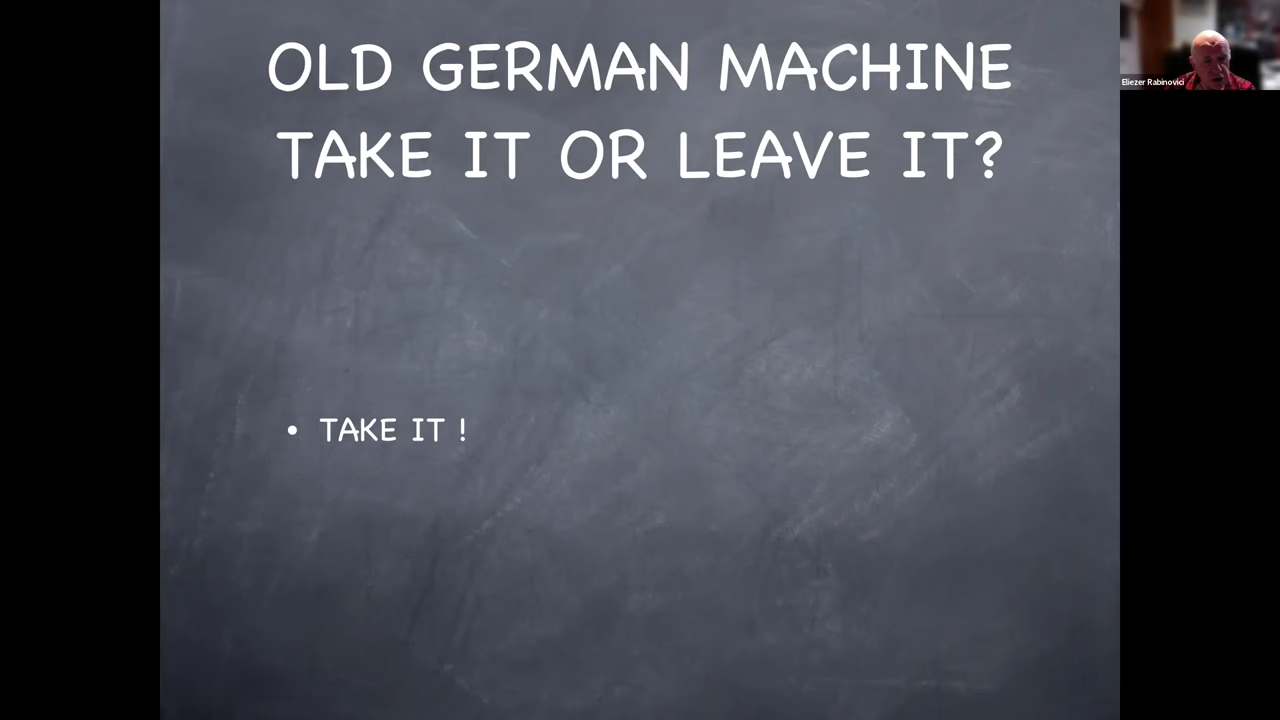 OLD GERMAN MACHINE
TAKE IT OR LEAVE IT?
• TAKE IT !
Eliezer Rabinovici